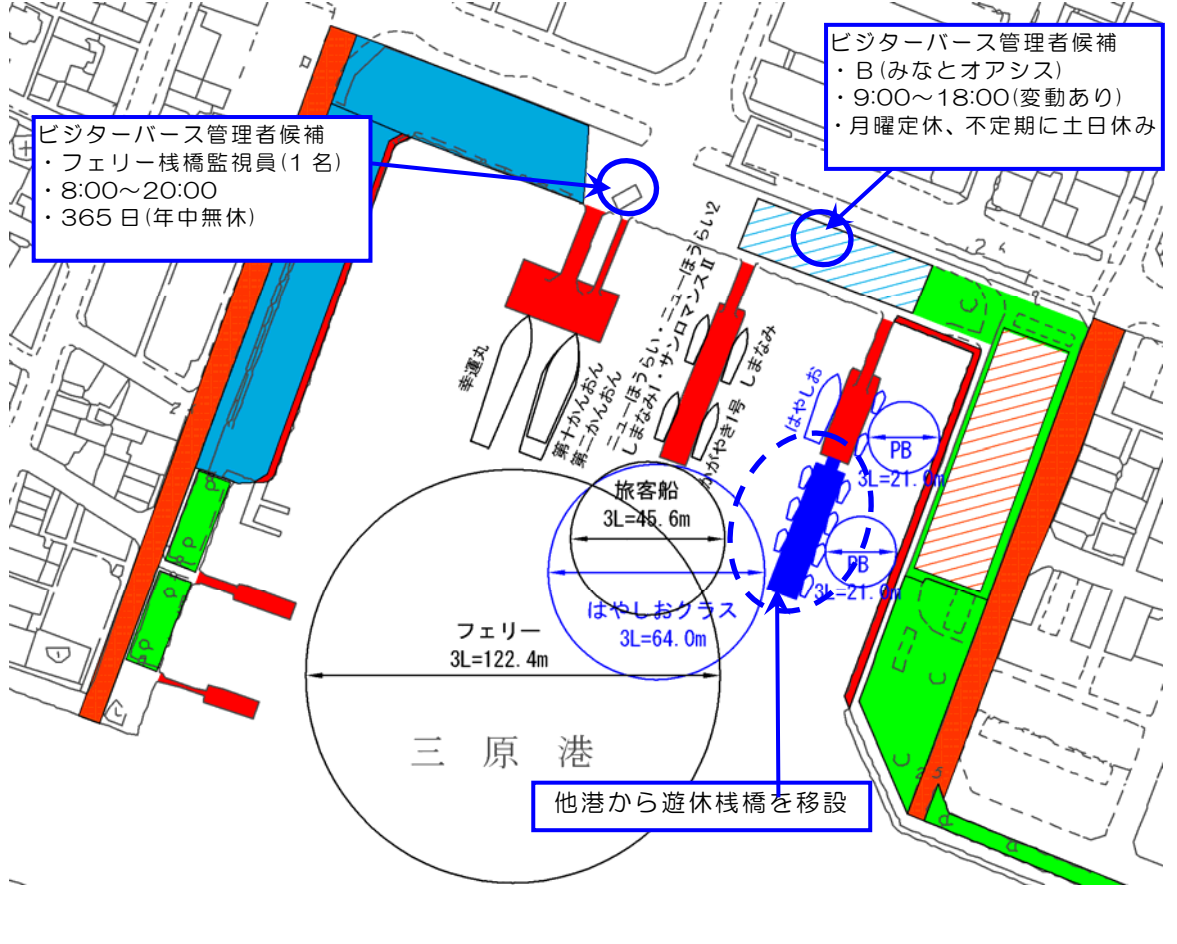 ビジターバース管理者候補
・B(みなとオアシス)
・9:00～18:00(変動あり)
・月曜定休、不定期に土日休み
ビジターバース管理者候補
・フェリー桟橋監視員(1名)
・8:00～20:00
・365日(年中無休)
幸運丸
第十かんおん
第二かんおん
ニューほうらい・ニューほうらい2
しまなみ1・サンロマンスⅡ
かがやき1号
しまなみ
はやしお
PB
3L=21.0m
PB
3L=21.0m
旅客船
3L=45.6m
はやしおクラス
3L=64.0m
フェリー
3L=122.4m
三原港
他港から遊休桟橋を移設
2.4
2.5